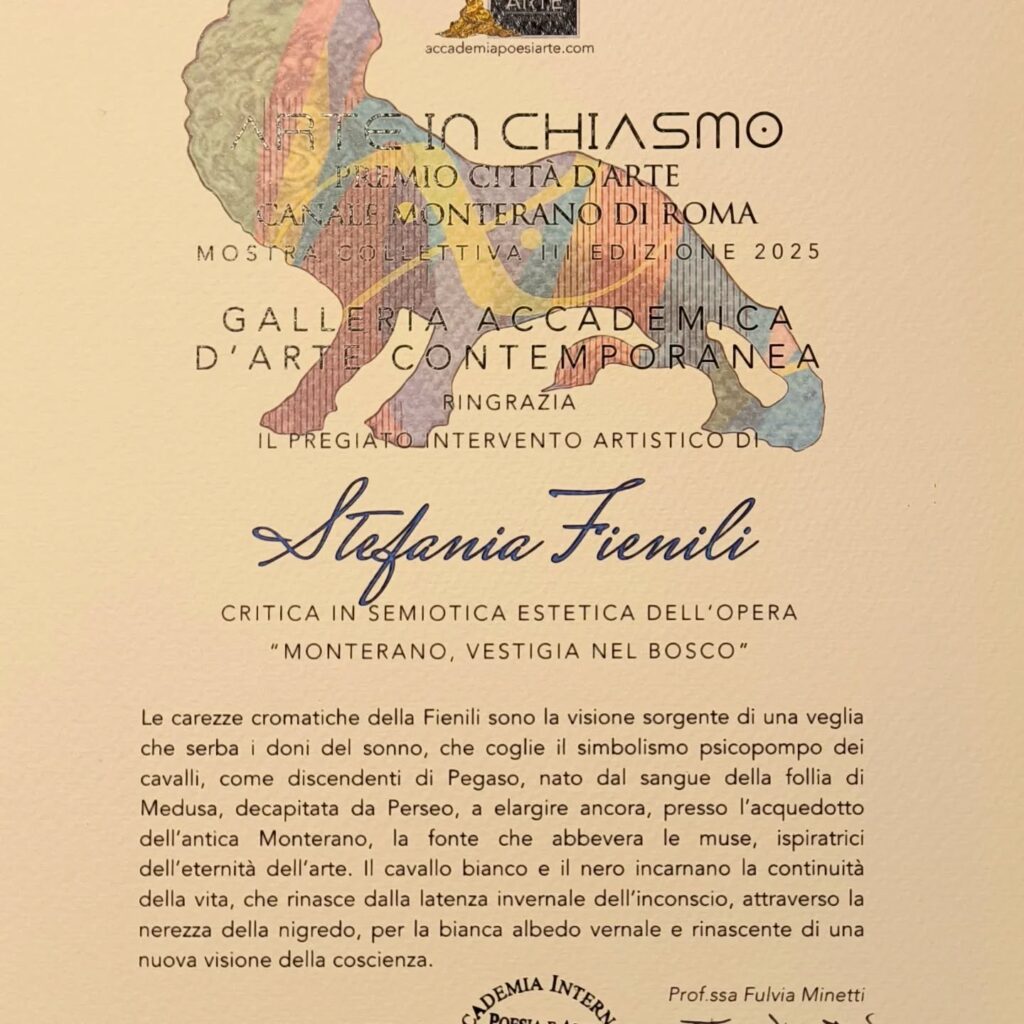 ARTE
accademiapoesiarte.com
ARTE IN CHIASMO
PREMIO CITTÀ D'ARTE
CANALE MONTERANO DI ROMA
MOSTRA COLLETTIVA III EDIZIONE 2025
GALLERIA ACCADEMICA
D'ARTE CONTEMPORANEA
RINGRAZIA
IL PREGIATO INTERVENTO ARTISTICO DI
Stefania Fienili
CRITICA IN SEMIOTICA ESTETICA DELL'OPERA
"MONTERANO, VESTIGIA NEL BOSCO"
Le carezze cromatiche della Fienili sono la visione sorgente di una veglia
che serba i doni del sonno, che coglie il simbolismo psicopompo dei
cavalli, come discendenti di Pegaso, nato dal sangue della follia di
Medusa, decapitata da Perseo, a elargire ancora, presso l'acquedotto
dell'antica Monterano, la fonte che abbevera le muse, ispiratrici
dell'eternità dell'arte. Il cavallo bianco e il nero incarnano la continuità
della vita, che rinasce dalla latenza invernale dell'inconscio, attraverso la
nerezza della nigredo, per la bianca albedo vernale e rinascente di una
nuova visione della coscienza.
Prof.ssa Fulvia Minetti